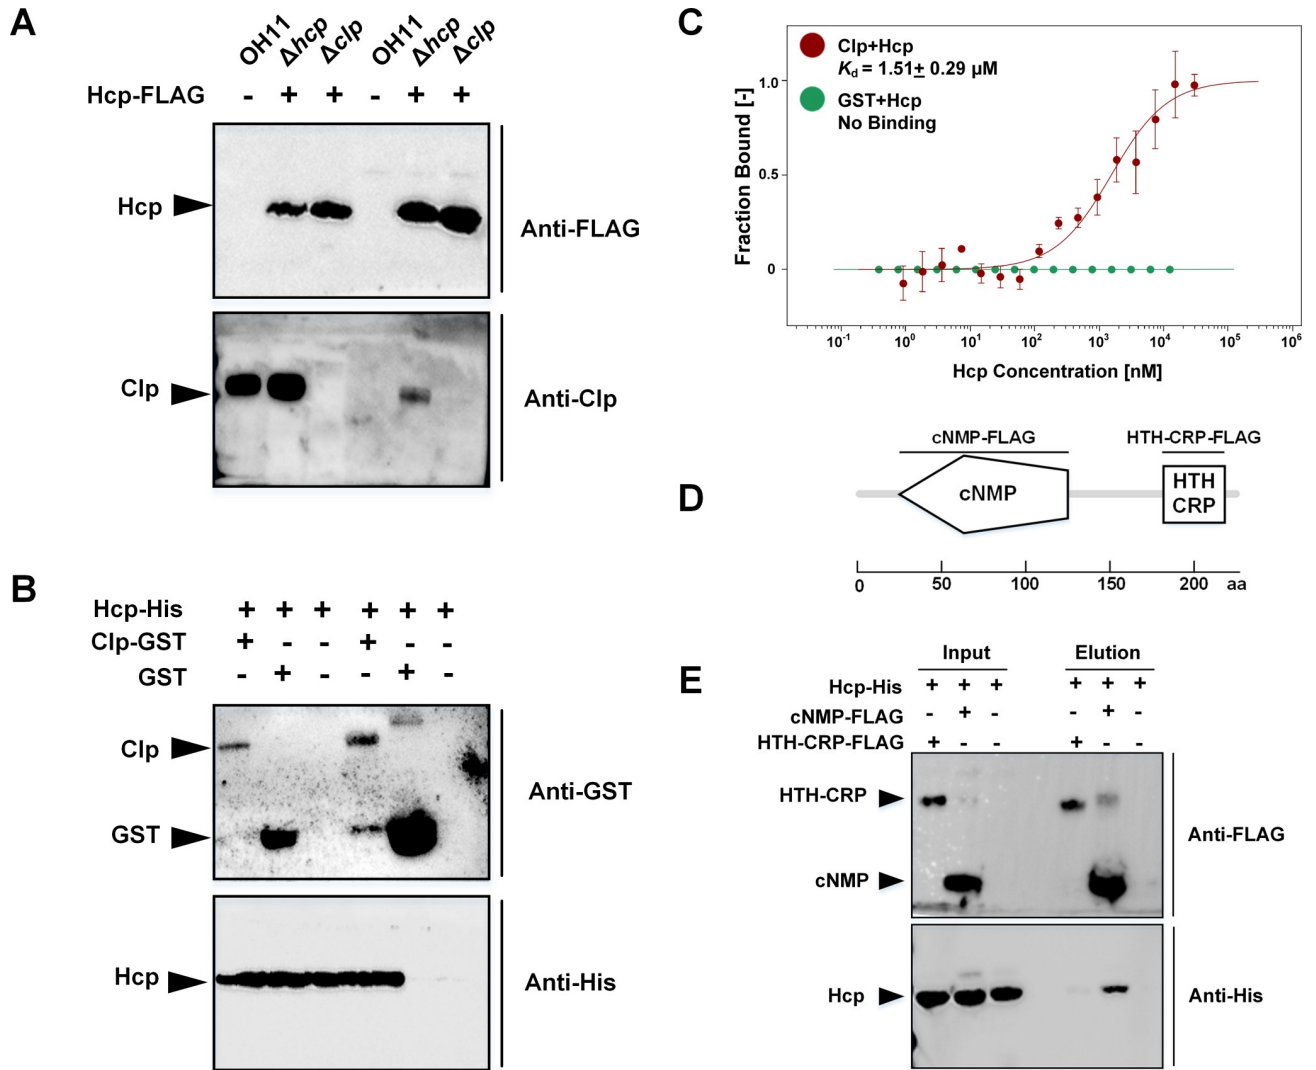 A
OH11 Δhcp Δclp OH11 Δhcp Δclp
Hcp-FLAG - + + - + +
Hcp
Anti-FLAG
Clp
Anti-Clp
B
Hcp-His + + + + + +
Clp-GST + - - + - -
GST - + - - + -
Clp
Anti-GST
GST
Hcp
Anti-His
C
Clp+Hcp
Kd = 1.51± 0.29 µM
GST+Hcp
No Binding
Fraction Bound [-]
1.0
0.5
0
10-1 100 101 102 103 104 105 106
Hcp Concentration [nM]
D
cNMP-FLAG HTH-CRP-FLAG
cNMP
HTH
CRP
0 50 100 150 200 aa
E
Input Elution
Hcp-His + + + + + +
cNMP-FLAG - + - - + -
HTH-CRP-FLAG + - - + - -
HTH-CRP
Anti-FLAG
cNMP
Hcp
Anti-His